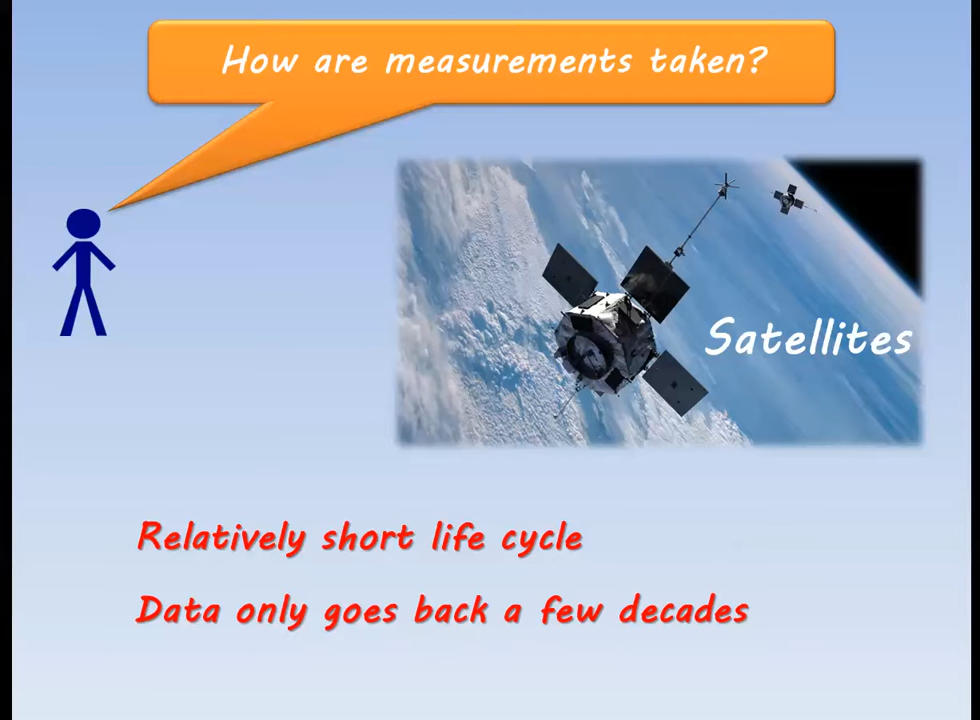 How are measurements taken?
Satellites
Relatively short life cycle
Data only goes back a few decades